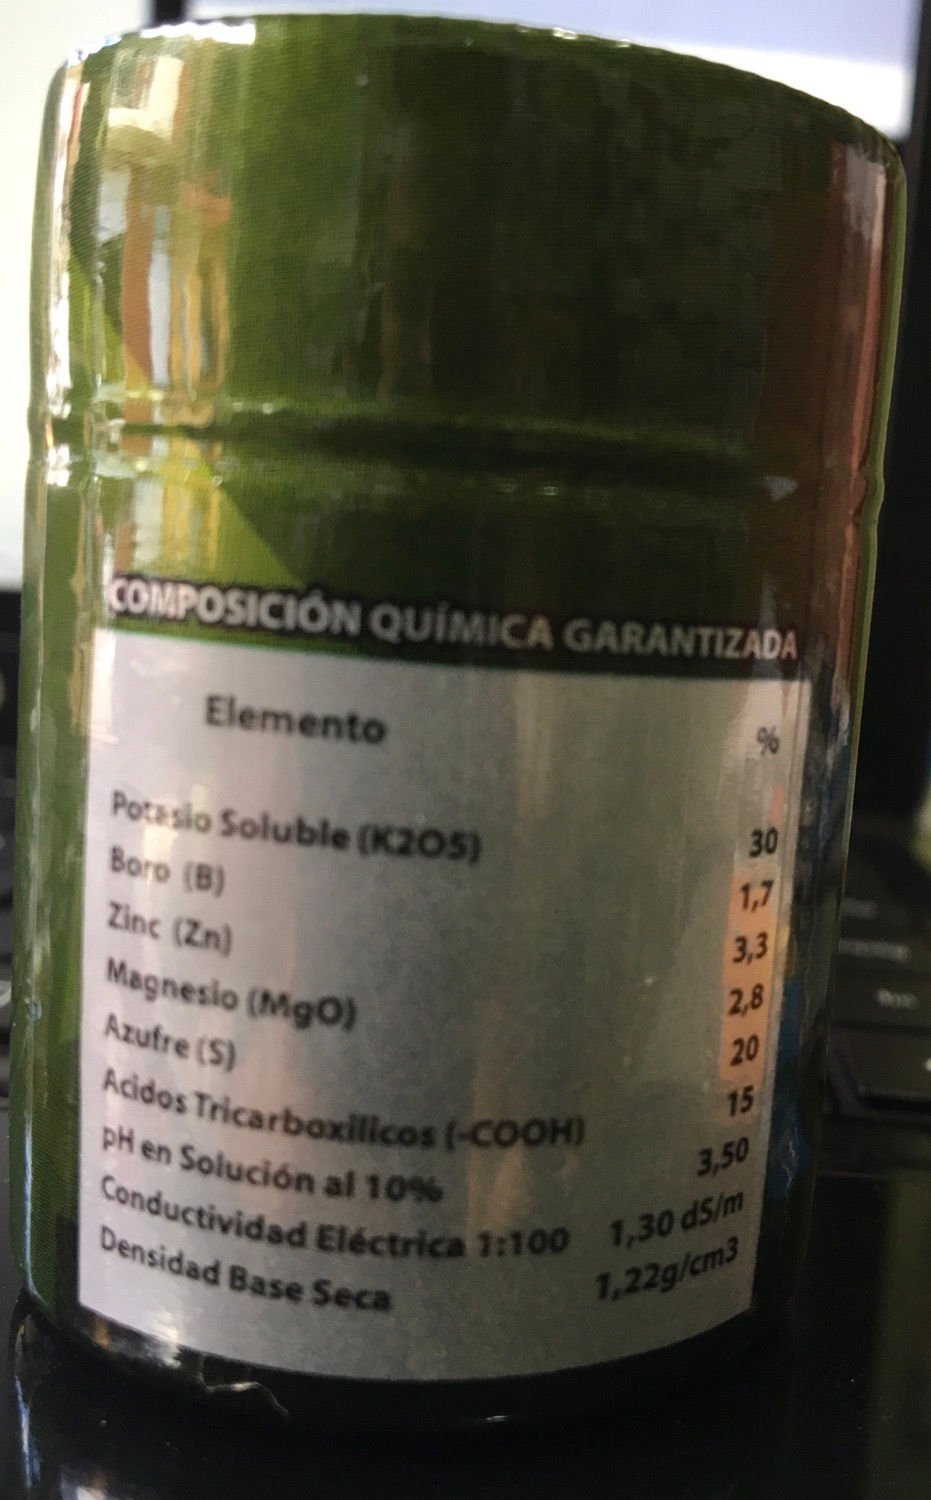 COMPOSICIÓN QUÍMICA GARANTIZADA
Elemento %
Potasio Soluble (K2O5) 30
Boro (B) 1,7
Zinc (Zn) 3,3
Magnesio (MgO) 2,8
Azufre (S) 20
Acidos Tricarboxilicos (-COOH) 15
pH en Solución al 10% 3,50
Conductividad Eléctrica 1:100 1,30 dS/m
Densidad Base Seca 1,22g/cm3